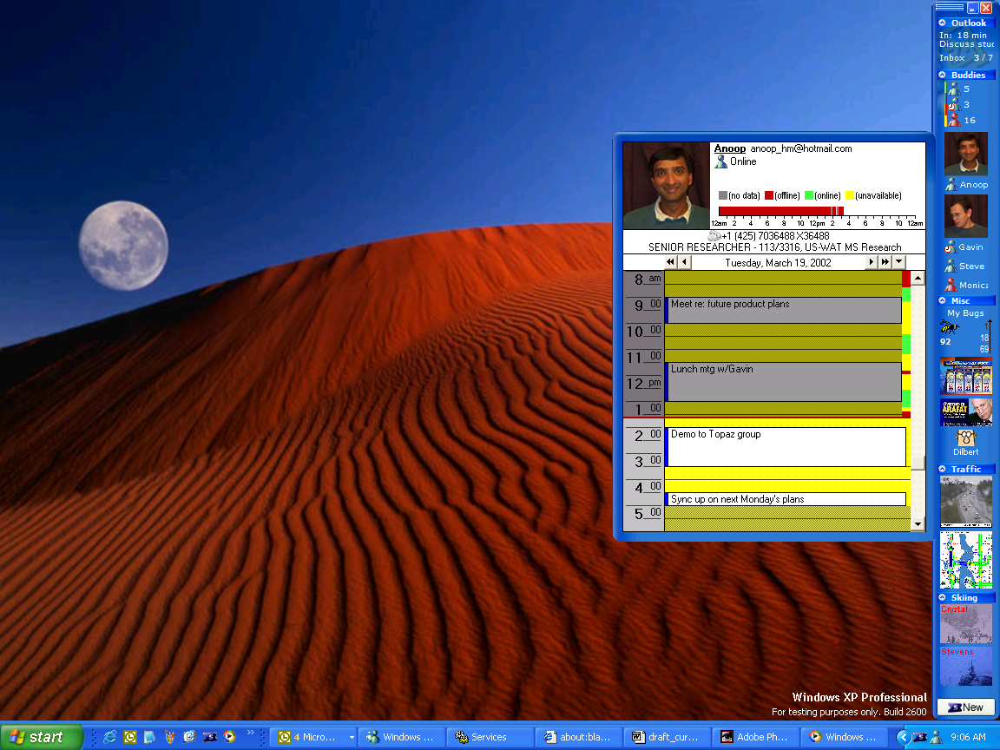 Outlook
In: 18 min
Discuss stu
Inbox 3 / 7
Buddies
5
3
16
Anoop
Gavin
Steve
Monica
Misc
My Bugs
1
18
92
69
ARAFAT
Dilbert
Traffic
Skiing
Crystal
Stevens
New
Anoop anoop_hm@hotmail.com
Online
(no data) (offline) (online) (unavailable)
12am 2 4 6 8 10 12pm 2 4 6 8 10 12am
+1 (425) 7036488 X36488
SENIOR RESEARCHER - 113/3316, US-WAT MS Research
Tuesday, March 19, 2002
8 am
9 00 Meet re: future product plans
10 00
11 00
Lunch mtg w/Gavin
12 pm
1 00
2 00 Demo to Topaz group
3 00
4 00
Sync up on next Monday's plans
5 00
Windows XP Professional
For testing purposes only. Build 2600
start
4 Micro...
Windows ...
Services
about:bla...
draft_cur...
Adobe Ph...
Windows ...
9:06 AM